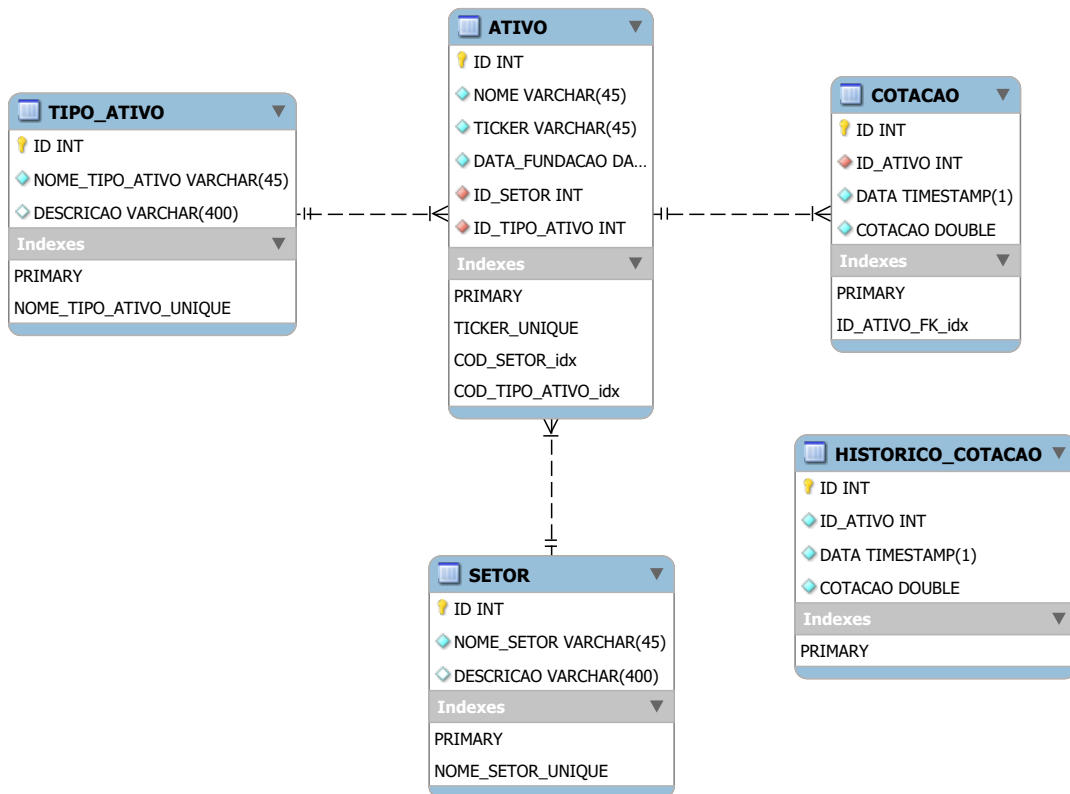 TIPO_ATIVO
ID INT
NOME_TIPO_ATIVO VARCHAR(45)
DESCRICAO VARCHAR(400)
Indexes
PRIMARY
NOME_TIPO_ATIVO_UNIQUE
ATIVO
ID INT
NOME VARCHAR(45)
TICKER VARCHAR(45)
DATA_FUNDACAO DA...
ID_SETOR INT
ID_TIPO_ATIVO INT
Indexes
PRIMARY
TICKER_UNIQUE
COD_SETOR_idx
COD_TIPO_ATIVO_idx
COTACAO
ID INT
ID_ATIVO INT
DATA TIMESTAMP(1)
COTACAO DOUBLE
Indexes
PRIMARY
ID_ATIVO_FK_idx
SETOR
ID INT
NOME_SETOR VARCHAR(45)
DESCRICAO VARCHAR(400)
Indexes
PRIMARY
NOME_SETOR_UNIQUE
HISTORICO_COTACAO
ID INT
ID_ATIVO INT
DATA TIMESTAMP(1)
COTACAO DOUBLE
Indexes
PRIMARY